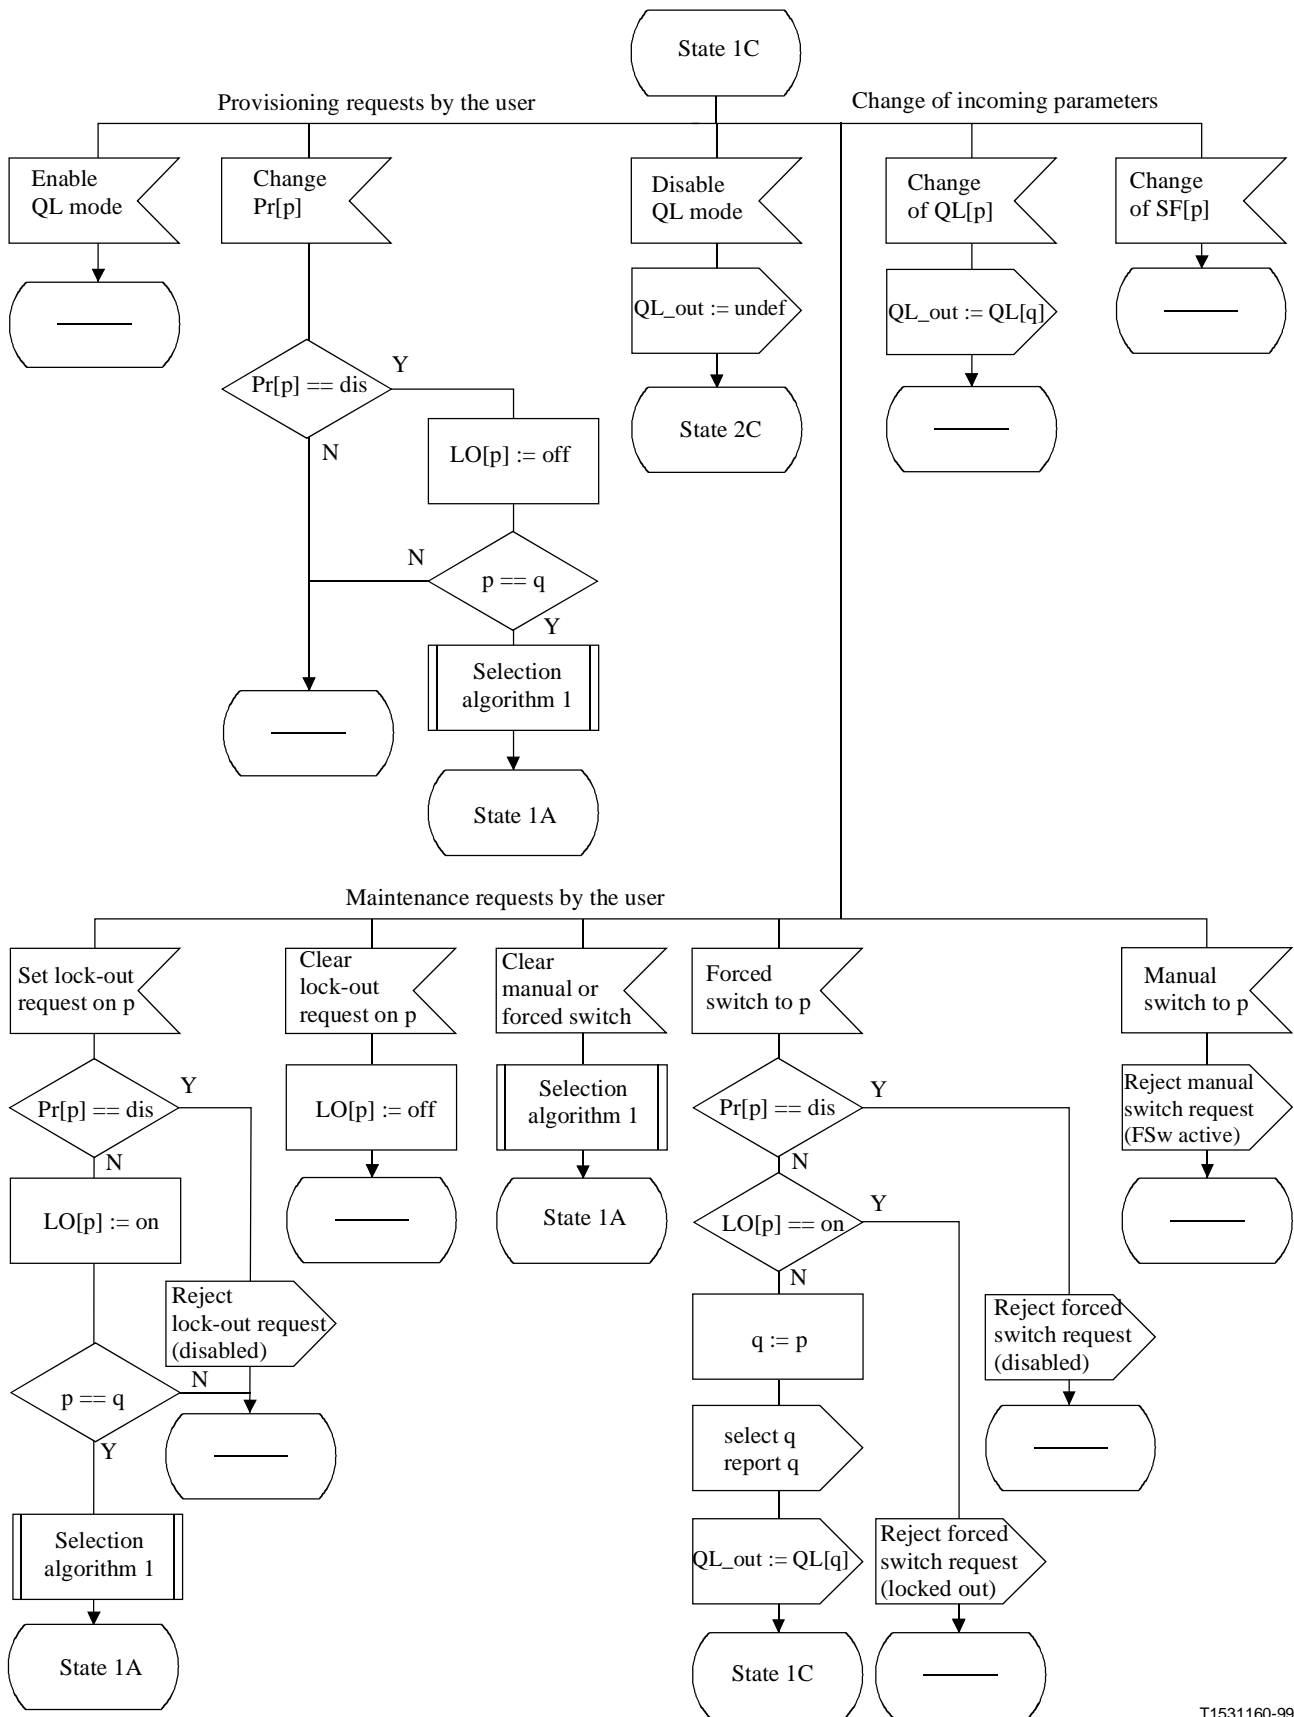 State 1C
Provisioning requests by the user
Change of incoming parameters
Enable
QL mode
Change
Pr[p]
Disable
QL mode
Change
of QL[p]
Change
of SF[p]
QL_out := undef
QL_out := QL[q]
Pr[p] == dis
Y
N
LO[p] := off
State 2C
N
p == q
Y
Selection
algorithm 1
State 1A
Maintenance requests by the user
Set lock-out
request on p
Clear
lock-out
request on p
Clear
manual or
forced switch
Forced
switch to p
Manual
switch to p
Pr[p] == dis
Y
N
LO[p] := off
Selection
algorithm 1
Pr[p] == dis
Y
N
Reject manual
switch request
(FSw active)
LO[p] := on
State 1A
LO[p] == on
Y
N
Reject
lock-out request
(disabled)
q := p
Reject forced
switch request
(disabled)
p == q
N
Y
select q
report q
Selection
algorithm 1
QL_out := QL[q]
Reject forced
switch request
(locked out)
State 1A
State 1C
T1531160-99